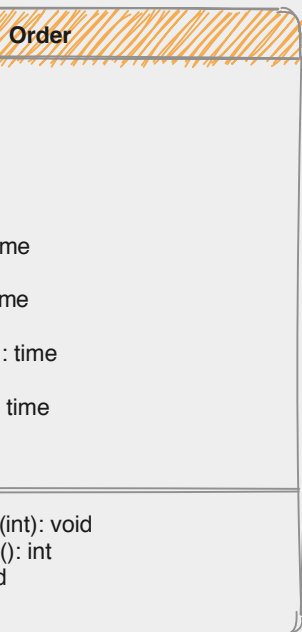 Order
me
me
: time
time
(int): void
(): int
d